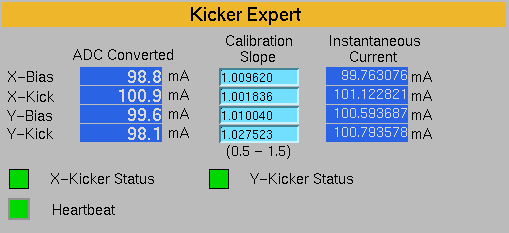 Kicker Expert
ADC Converted
Calibration
Slope
Instantaneous
Current
X-Bias 98.8 mA 1.009620 99.763076 mA
X-Kick 100.9 mA 1.001836 101.122821 mA
Y-Bias 99.6 mA 1.010040 100.593687 mA
Y-Kick 98.1 mA 1.027523 100.793578 mA
(0.5 - 1.5)
X-Kicker Status Y-Kicker Status
Heartbeat